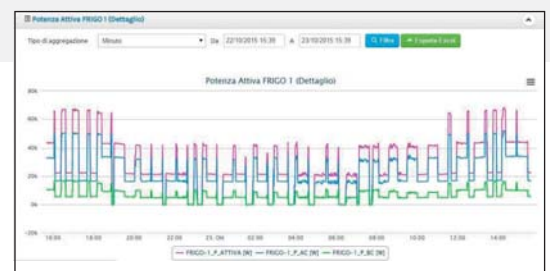 Potenza Attiva FRIGO 1 (Dettaglio)
Tipo di aggregazione Minuto Da 22/10/2015 15.39 A 23/10/2015 15.39 Filtra Esporta Excel
Potenza Attiva FRIGO 1 (Dettaglio)
80k
60k
40k
20k
0k
-20k
16:00 18:00 20:00 22:00 23. Ott 02:00 04:00 06:00 08:00 10:00 12:00 14:00
FRIGO-1_P_ATTIVA [W] FRIGO-1_P_AC [W] FRIGO-1_P_BC [W]